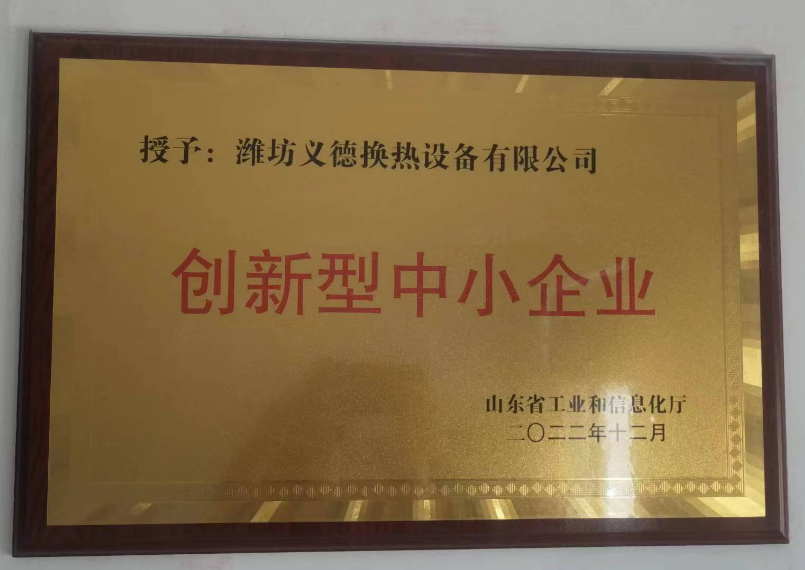 授予：潍坊义德换热设备有限公司
创新型中小企业
山东省工业和信息化厅
二〇二二年十二月